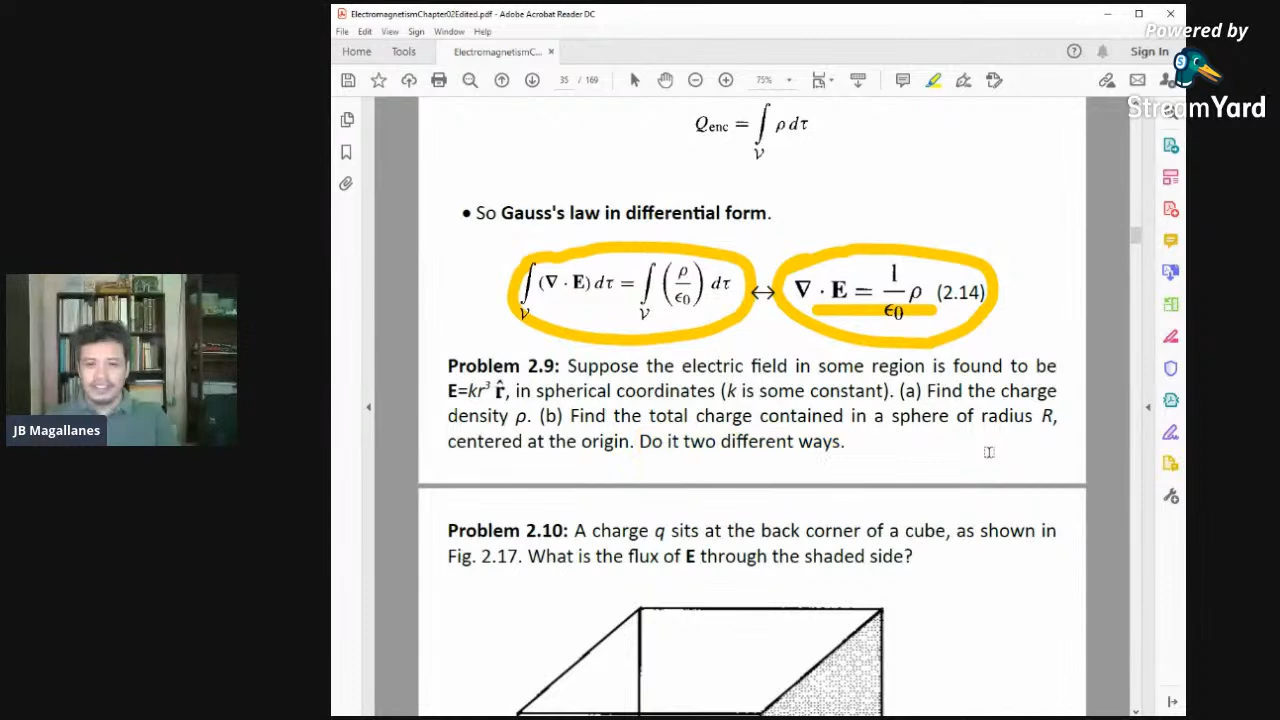 ElectromagnetismChapter02Edited.pdf - Adobe Acrobat Reader DC
File Edit View Sign Window Help
Home Tools ElectromagnetismC... × Sign In
35 / 169 75%
Powered by
StreamYard
Qenc = ∫ ρ dτ
𝒱
• So Gauss's law in differential form.
∫ (∇ · E) dτ = ∫ (ρ/ϵ0) dτ ↔ ∇ · E = 1/ϵ0 ρ (2.14)
𝒱 𝒱
Problem 2.9: Suppose the electric field in some region is found to be
E=kr³ r̂, in spherical coordinates (k is some constant). (a) Find the charge
density ρ. (b) Find the total charge contained in a sphere of radius R,
centered at the origin. Do it two different ways.
JB Magallanes
Problem 2.10: A charge q sits at the back corner of a cube, as shown in
Fig. 2.17. What is the flux of E through the shaded side?